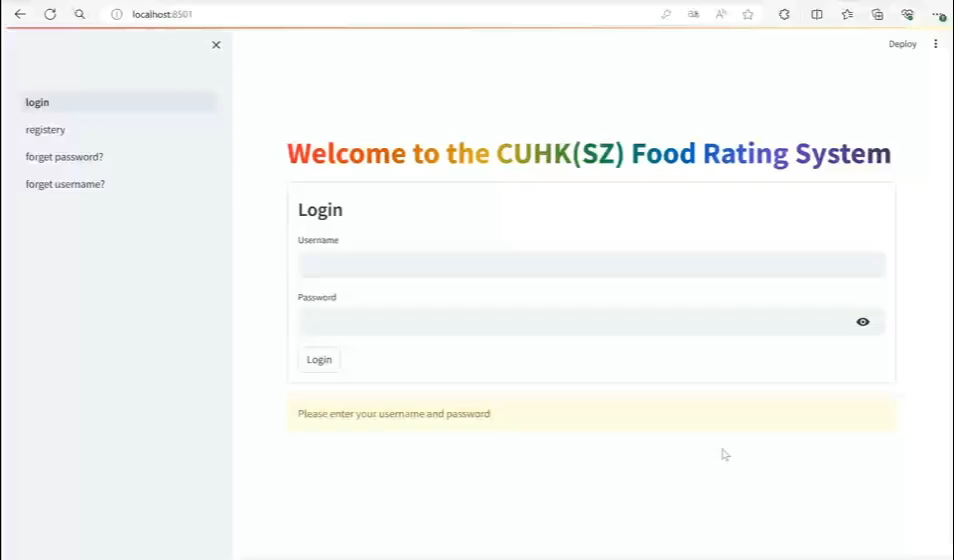 localhost:8501
Deploy
login
registery
forget password?
forget username?
Welcome to the CUHK(SZ) Food Rating System
Login
Username
Password
Login
Please enter your username and password